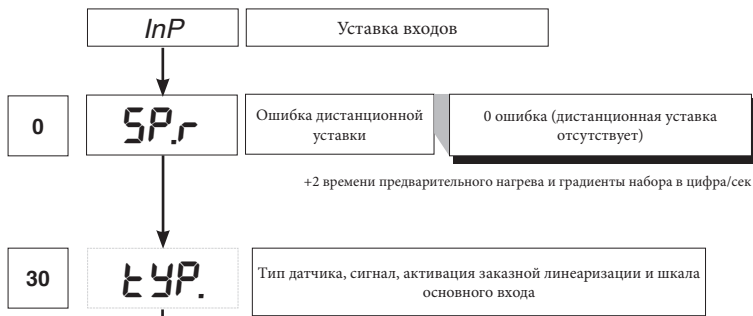 InP
Уставка входов
0
SP.r
Ошибка дистанционной
уставки
0 ошибка (дистанционная уставка
отсутствует)
+2 времени предварительного нагрева и градиенты набора в цифра/сек
30
tYP.
Тип датчика, сигнал, активация заказной линеаризации и шкала
основного входа